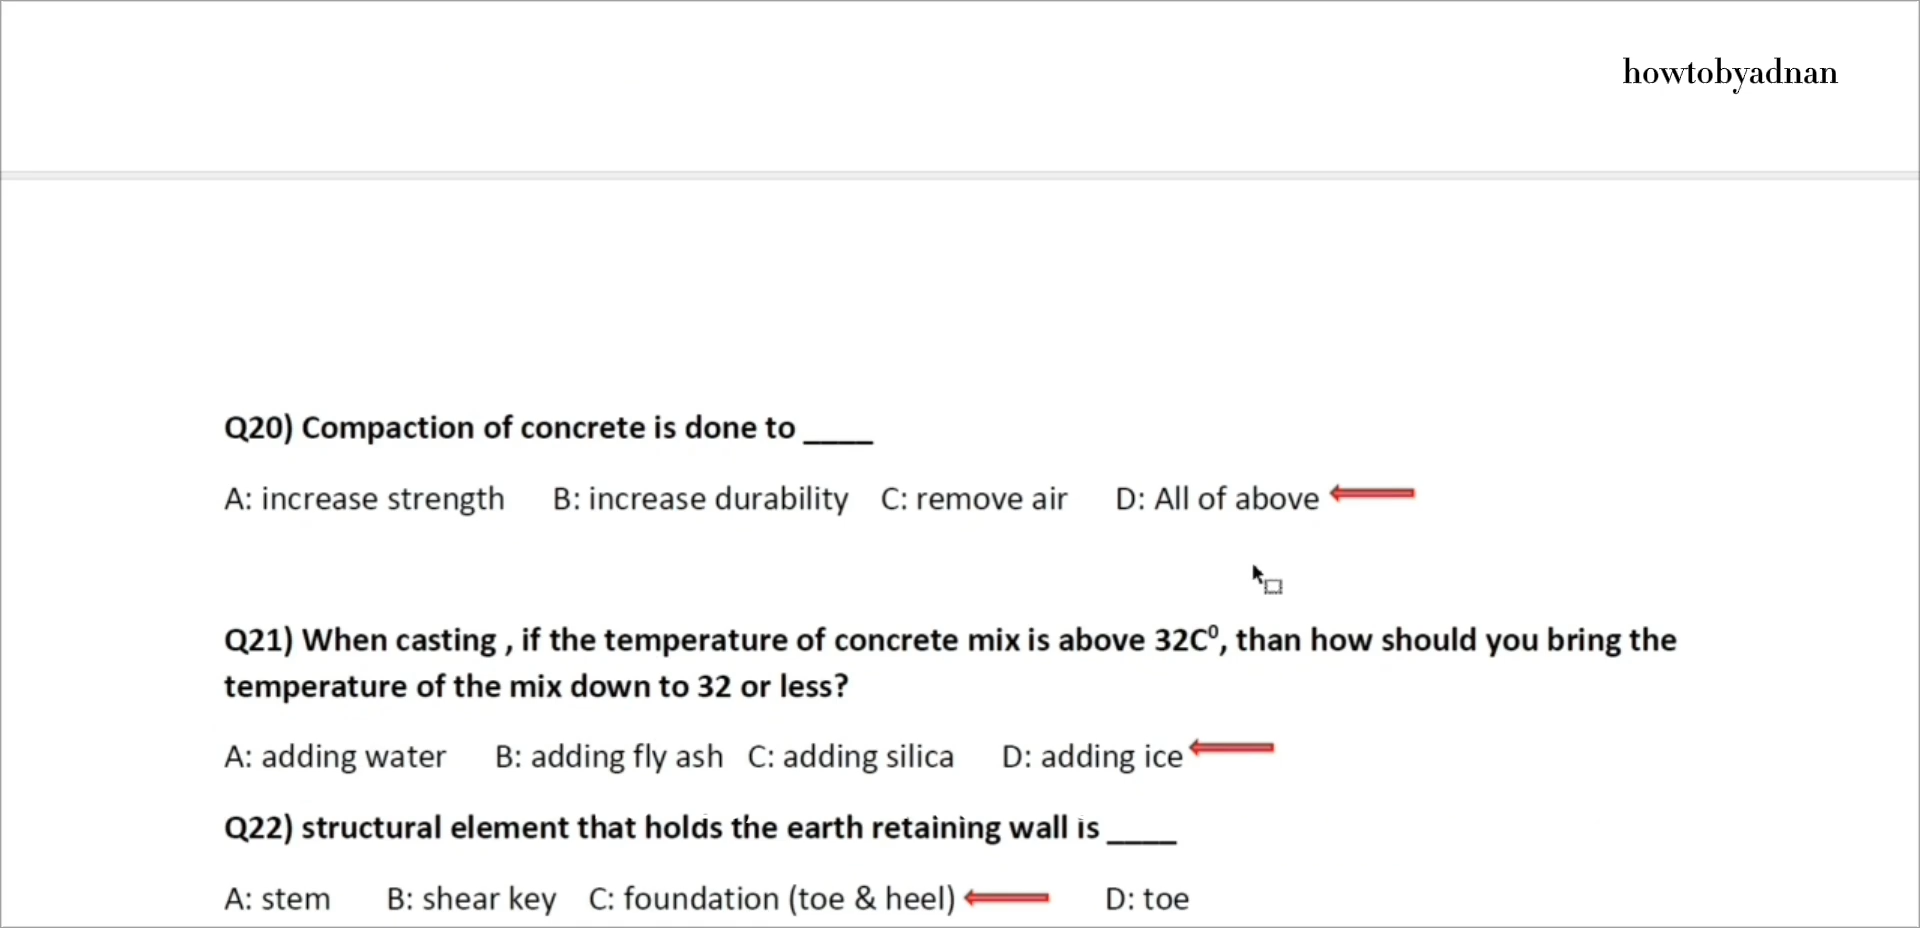 howtobyadnan
Q20) Compaction of concrete is done to ____
A: increase strength B: increase durability C: remove air D: All of above
Q21) When casting , if the temperature of concrete mix is above 32C⁰, than how should you bring the
temperature of the mix down to 32 or less?
A: adding water B: adding fly ash C: adding silica D: adding ice
Q22) structural element that holds the earth retaining wall is ____
A: stem B: shear key C: foundation (toe & heel) D: toe